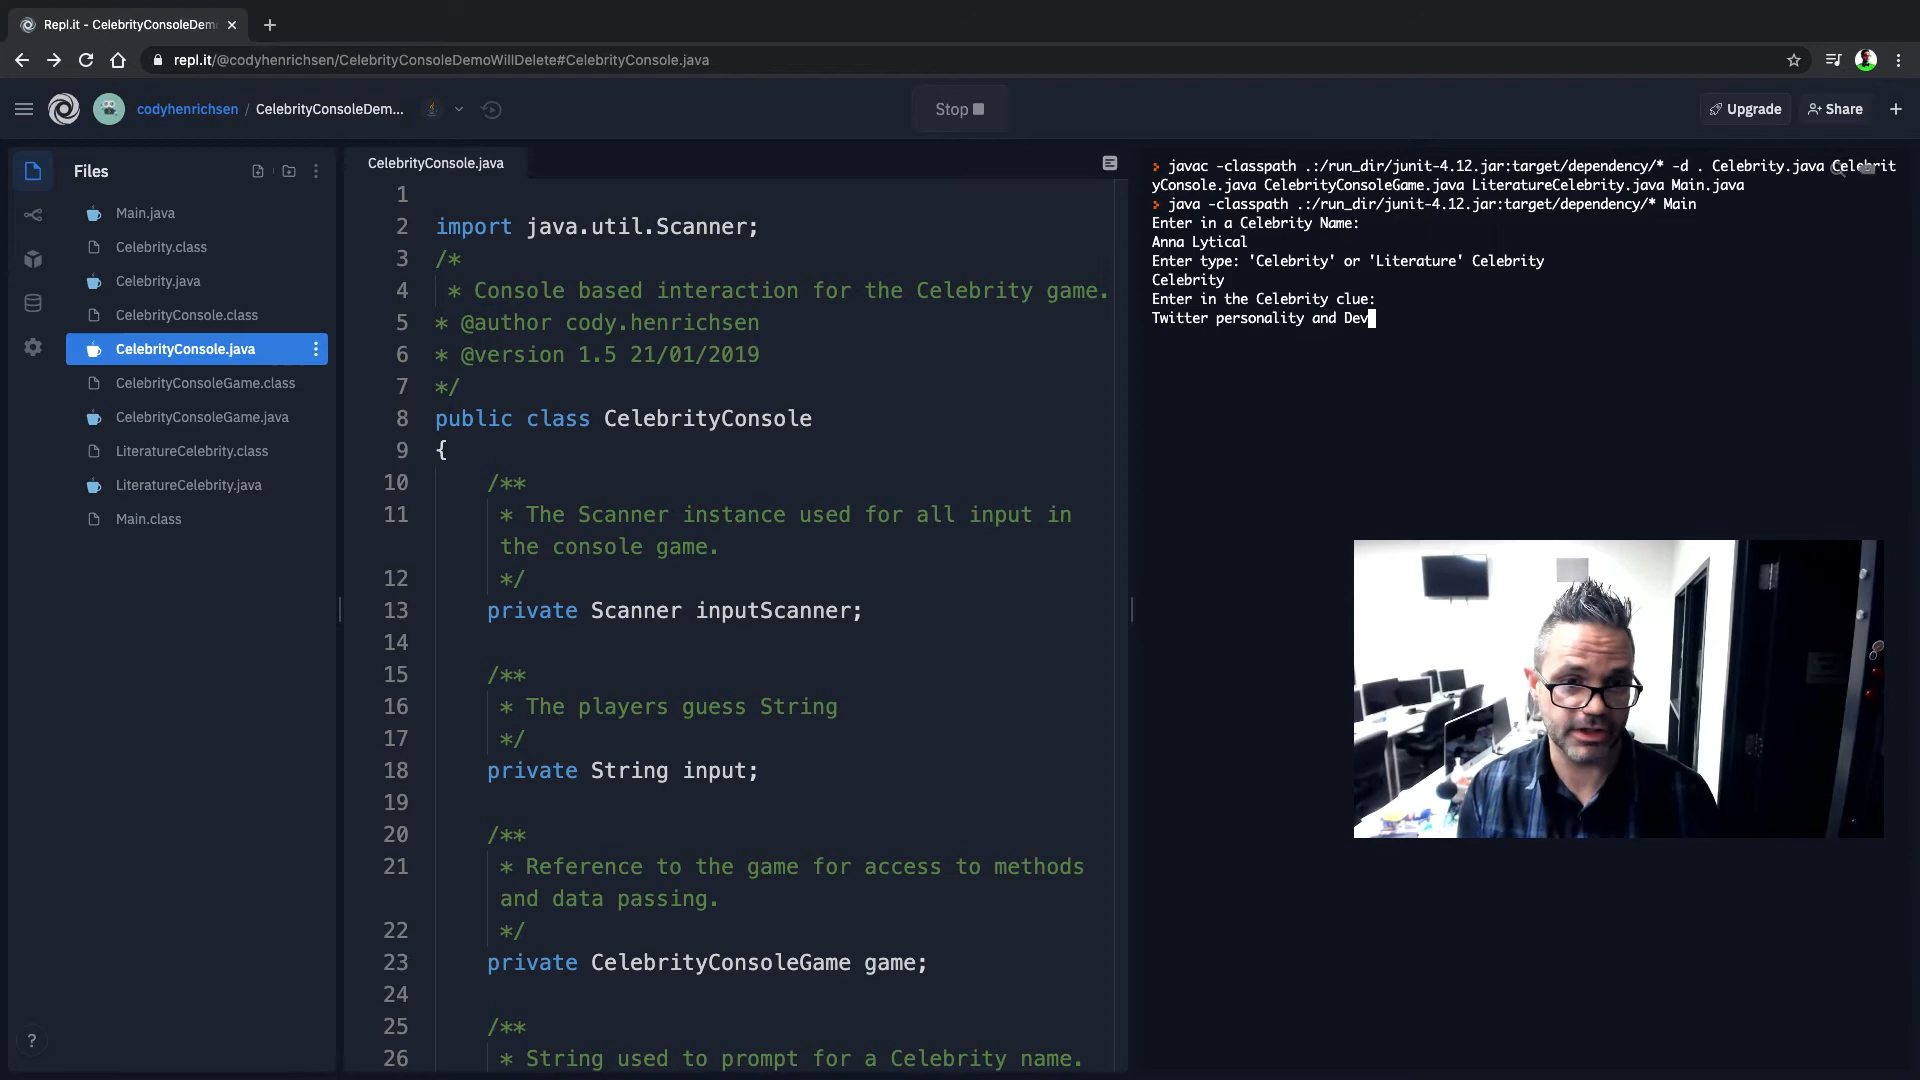 Repl.it - CelebrityConsoleDem
repl.it/@codyhenrichsen/CelebrityConsoleDemoWillDelete#CelebrityConsole.java
codyhenrichsen / CelebrityConsoleDem...
Stop
Upgrade
Share
Files
Main.java
Celebrity.class
Celebrity.java
CelebrityConsole.class
CelebrityConsole.java
CelebrityConsoleGame.class
CelebrityConsoleGame.java
LiteratureCelebrity.class
LiteratureCelebrity.java
Main.class
?
CelebrityConsole.java
1
2 import java.util.Scanner;
3 /*
4 * Console based interaction for the Celebrity game.
5 * @author cody.henrichsen
6 * @version 1.5 21/01/2019
7 */
8 public class CelebrityConsole
9 {
10 /**
11 * The Scanner instance used for all input in
the console game.
12 */
13 private Scanner inputScanner;
14
15 /**
16 * The players guess String
17 */
18 private String input;
19
20 /**
21 * Reference to the game for access to methods
and data passing.
22 */
23 private CelebrityConsoleGame game;
24
25 /**
26 * String used to prompt for a Celebrity name.
javac -classpath .:/run_dir/junit-4.12.jar:target/dependency/* -d . Celebrity.java Celebrit
yConsole.java CelebrityConsoleGame.java LiteratureCelebrity.java Main.java
java -classpath .:/run_dir/junit-4.12.jar:target/dependency/* Main
Enter in a Celebrity Name:
Anna Lytical
Enter type: 'Celebrity' or 'Literature' Celebrity
Celebrity
Enter in the Celebrity clue:
Twitter personality and Dev